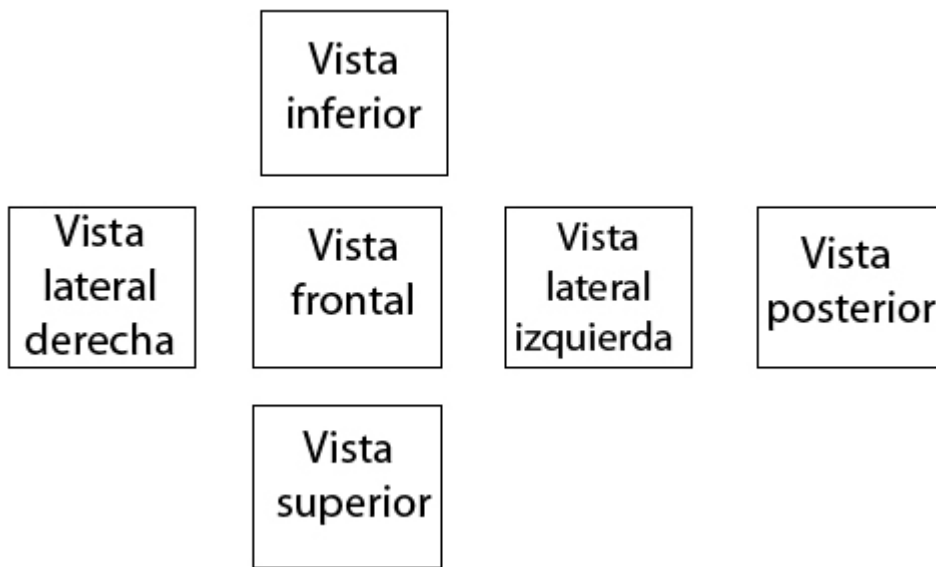 Vista
inferior
Vista
lateral
derecha
Vista
frontal
Vista
lateral
izquierda
Vista
posterior
Vista
superior